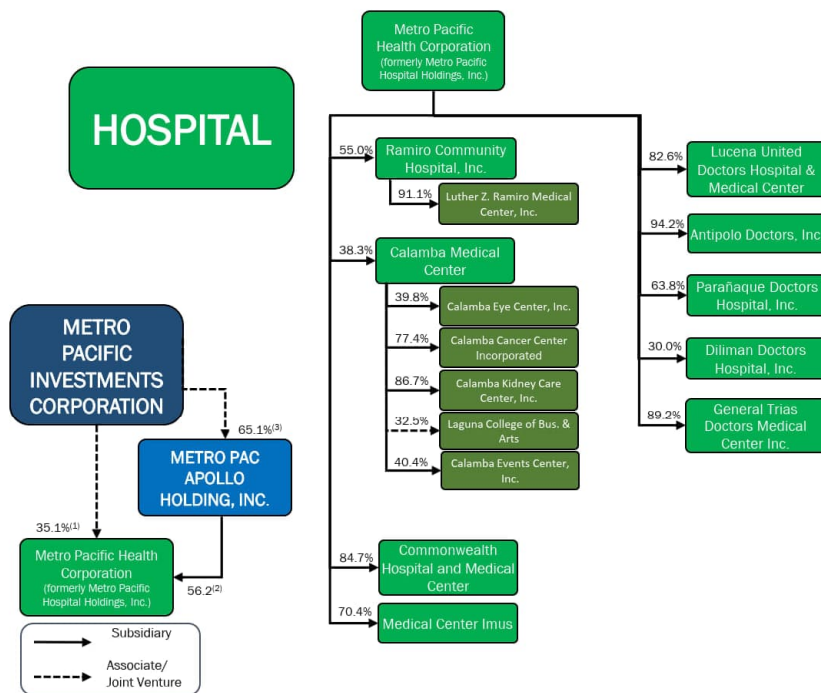 Metro Pacific
Health Corporation
(formerly Metro Pacific
Hospital Holdings, Inc.)
HOSPITAL
55.0%
Ramiro Community
Hospital, Inc.
91.1%
Luther Z. Ramiro Medical
Center, Inc.
38.3%
Calamba Medical
Center
39.8%
Calamba Eye Center, Inc.
77.4%
Calamba Cancer Center
Incorporated
86.7%
Calamba Kidney Care
Center, Inc.
32.5%
Laguna College of Bus. &
Arts
40.4%
Calamba Events Center,
Inc.
84.7%
Commonwealth
Hospital and Medical
Center
70.4%
Medical Center Imus
82.6%
Lucena United
Doctors Hospital &
Medical Center
94.2%
Antipolo Doctors, Inc
63.8%
Parañaque Doctors
Hospital, Inc.
30.0%
Diliman Doctors
Hospital, Inc.
89.2%
General Trias
Doctors Medical
Center Inc.
METRO
PACIFIC
INVESTMENTS
CORPORATION
65.1%(3)
METRO PAC
APOLLO
HOLDING, INC.
35.1%(1)
Metro Pacific Health
Corporation
(formerly Metro Pacific
Hospital Holdings, Inc.)
56.2(2)
Subsidiary
Associate/
Joint Venture